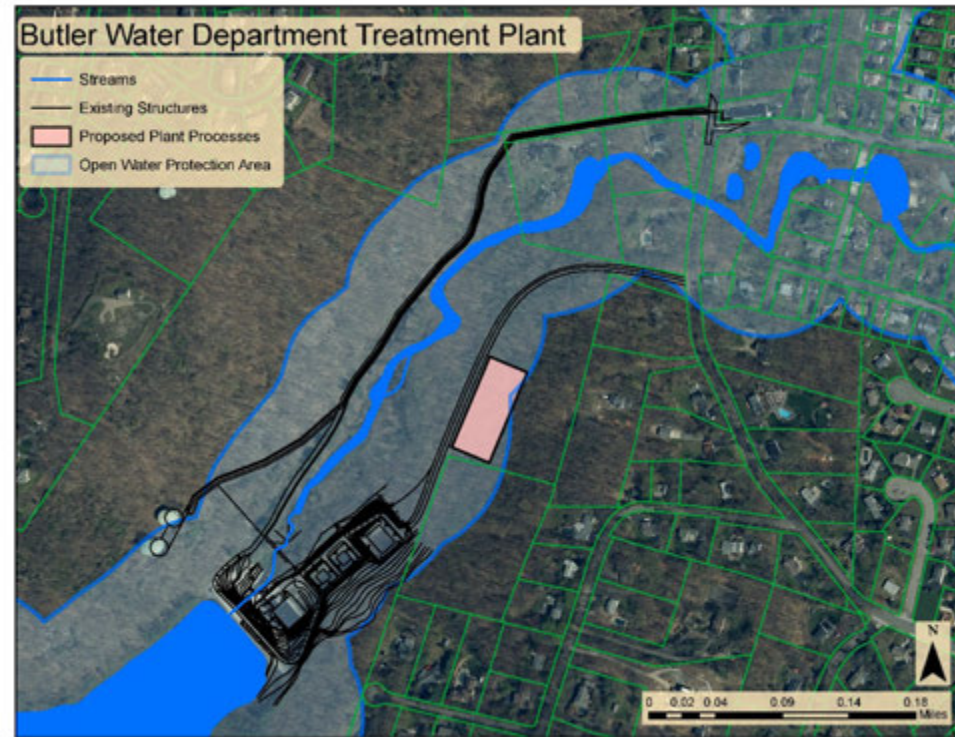 Butler Water Department Treatment Plant
Streams
Existing Structures
Proposed Plant Processes
Open Water Protection Area
N
0 0.02 0.04 0.09 0.14 0.18
Miles